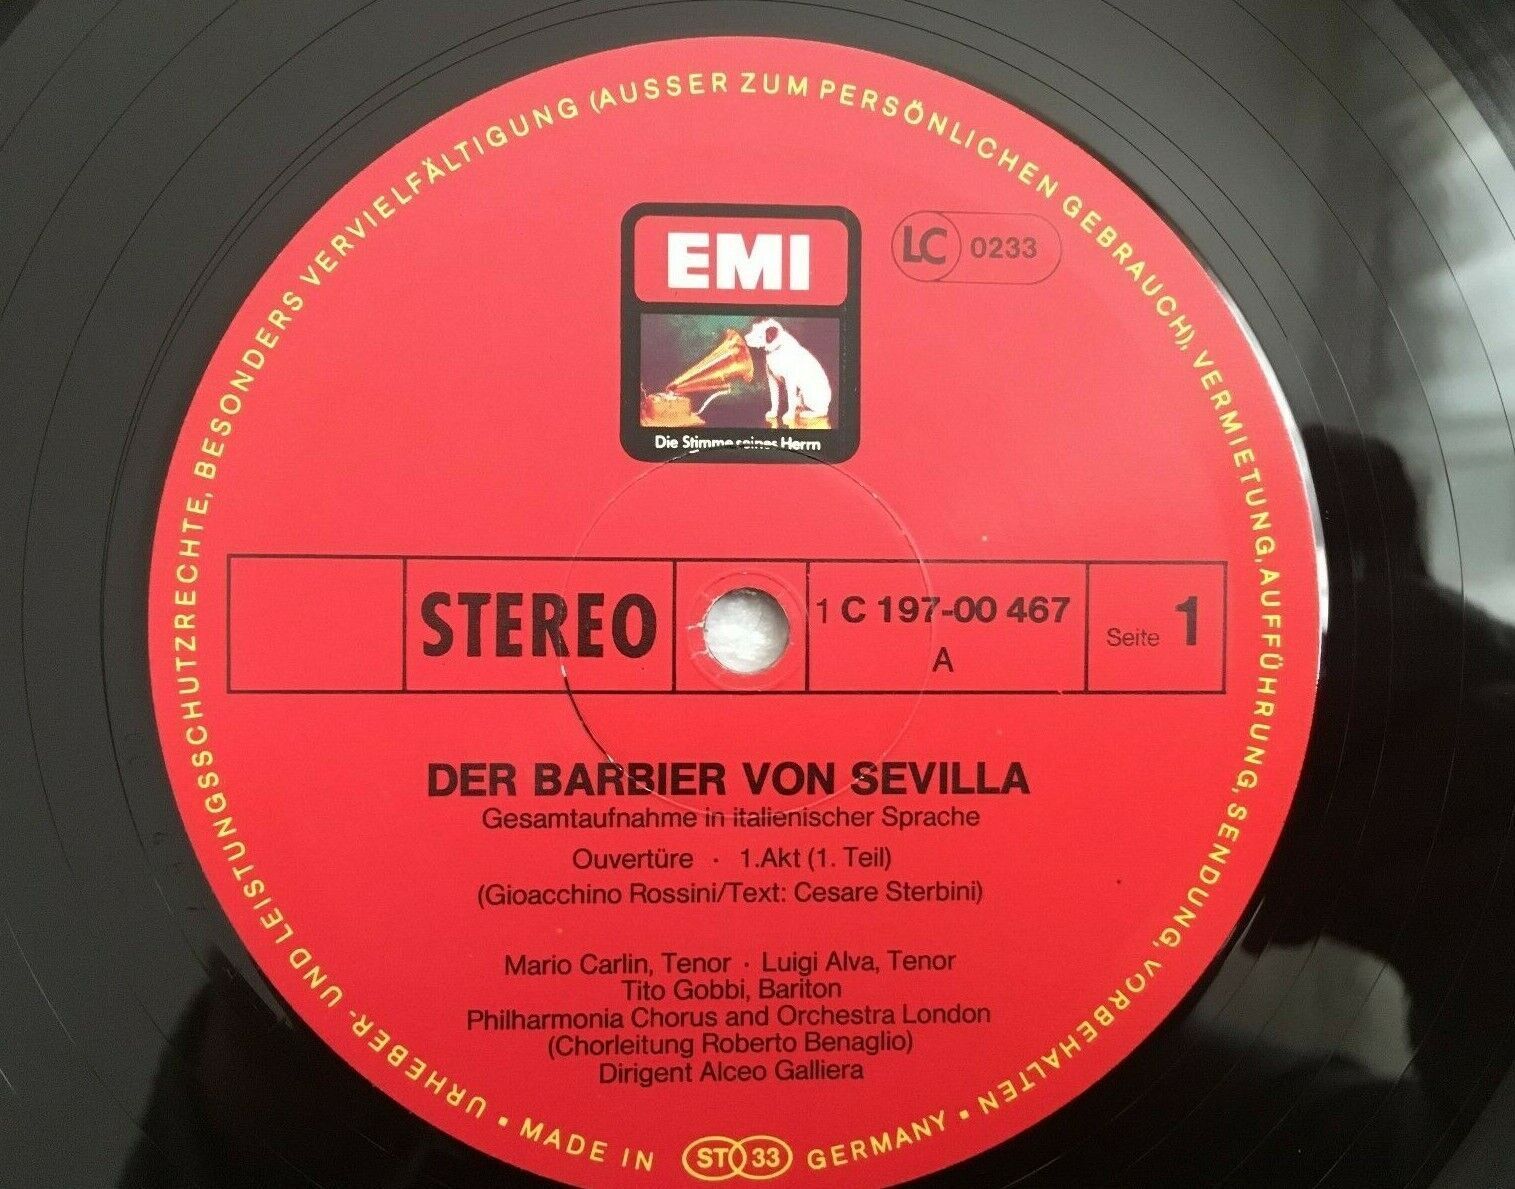 URHEBER- UND LEISTUNGSSCHUTZRECHTE, BESONDERS VERVIELFÄLTIGUNG (AUSSER ZUM PERSÖNLICHEN GEBRAUCH), VERMIETUNG, AUFFÜHRUNG, SENDUNG, VORBEHALTEN
EMI
LC 0233
Die Stimme seines Herrn
STEREO
1 C 197-00 467
A
Seite 1
DER BARBIER VON SEVILLA
Gesamtaufnahme in italienischer Sprache
Ouvertüre · 1.Akt (1. Teil)
(Gioacchino Rossini/Text: Cesare Sterbini)
Mario Carlin, Tenor · Luigi Alva, Tenor
Tito Gobbi, Bariton
Philharmonia Chorus and Orchestra London
(Chorleitung Roberto Benaglio)
Dirigent Alceo Galliera
• MADE IN ST 33 GERMANY •